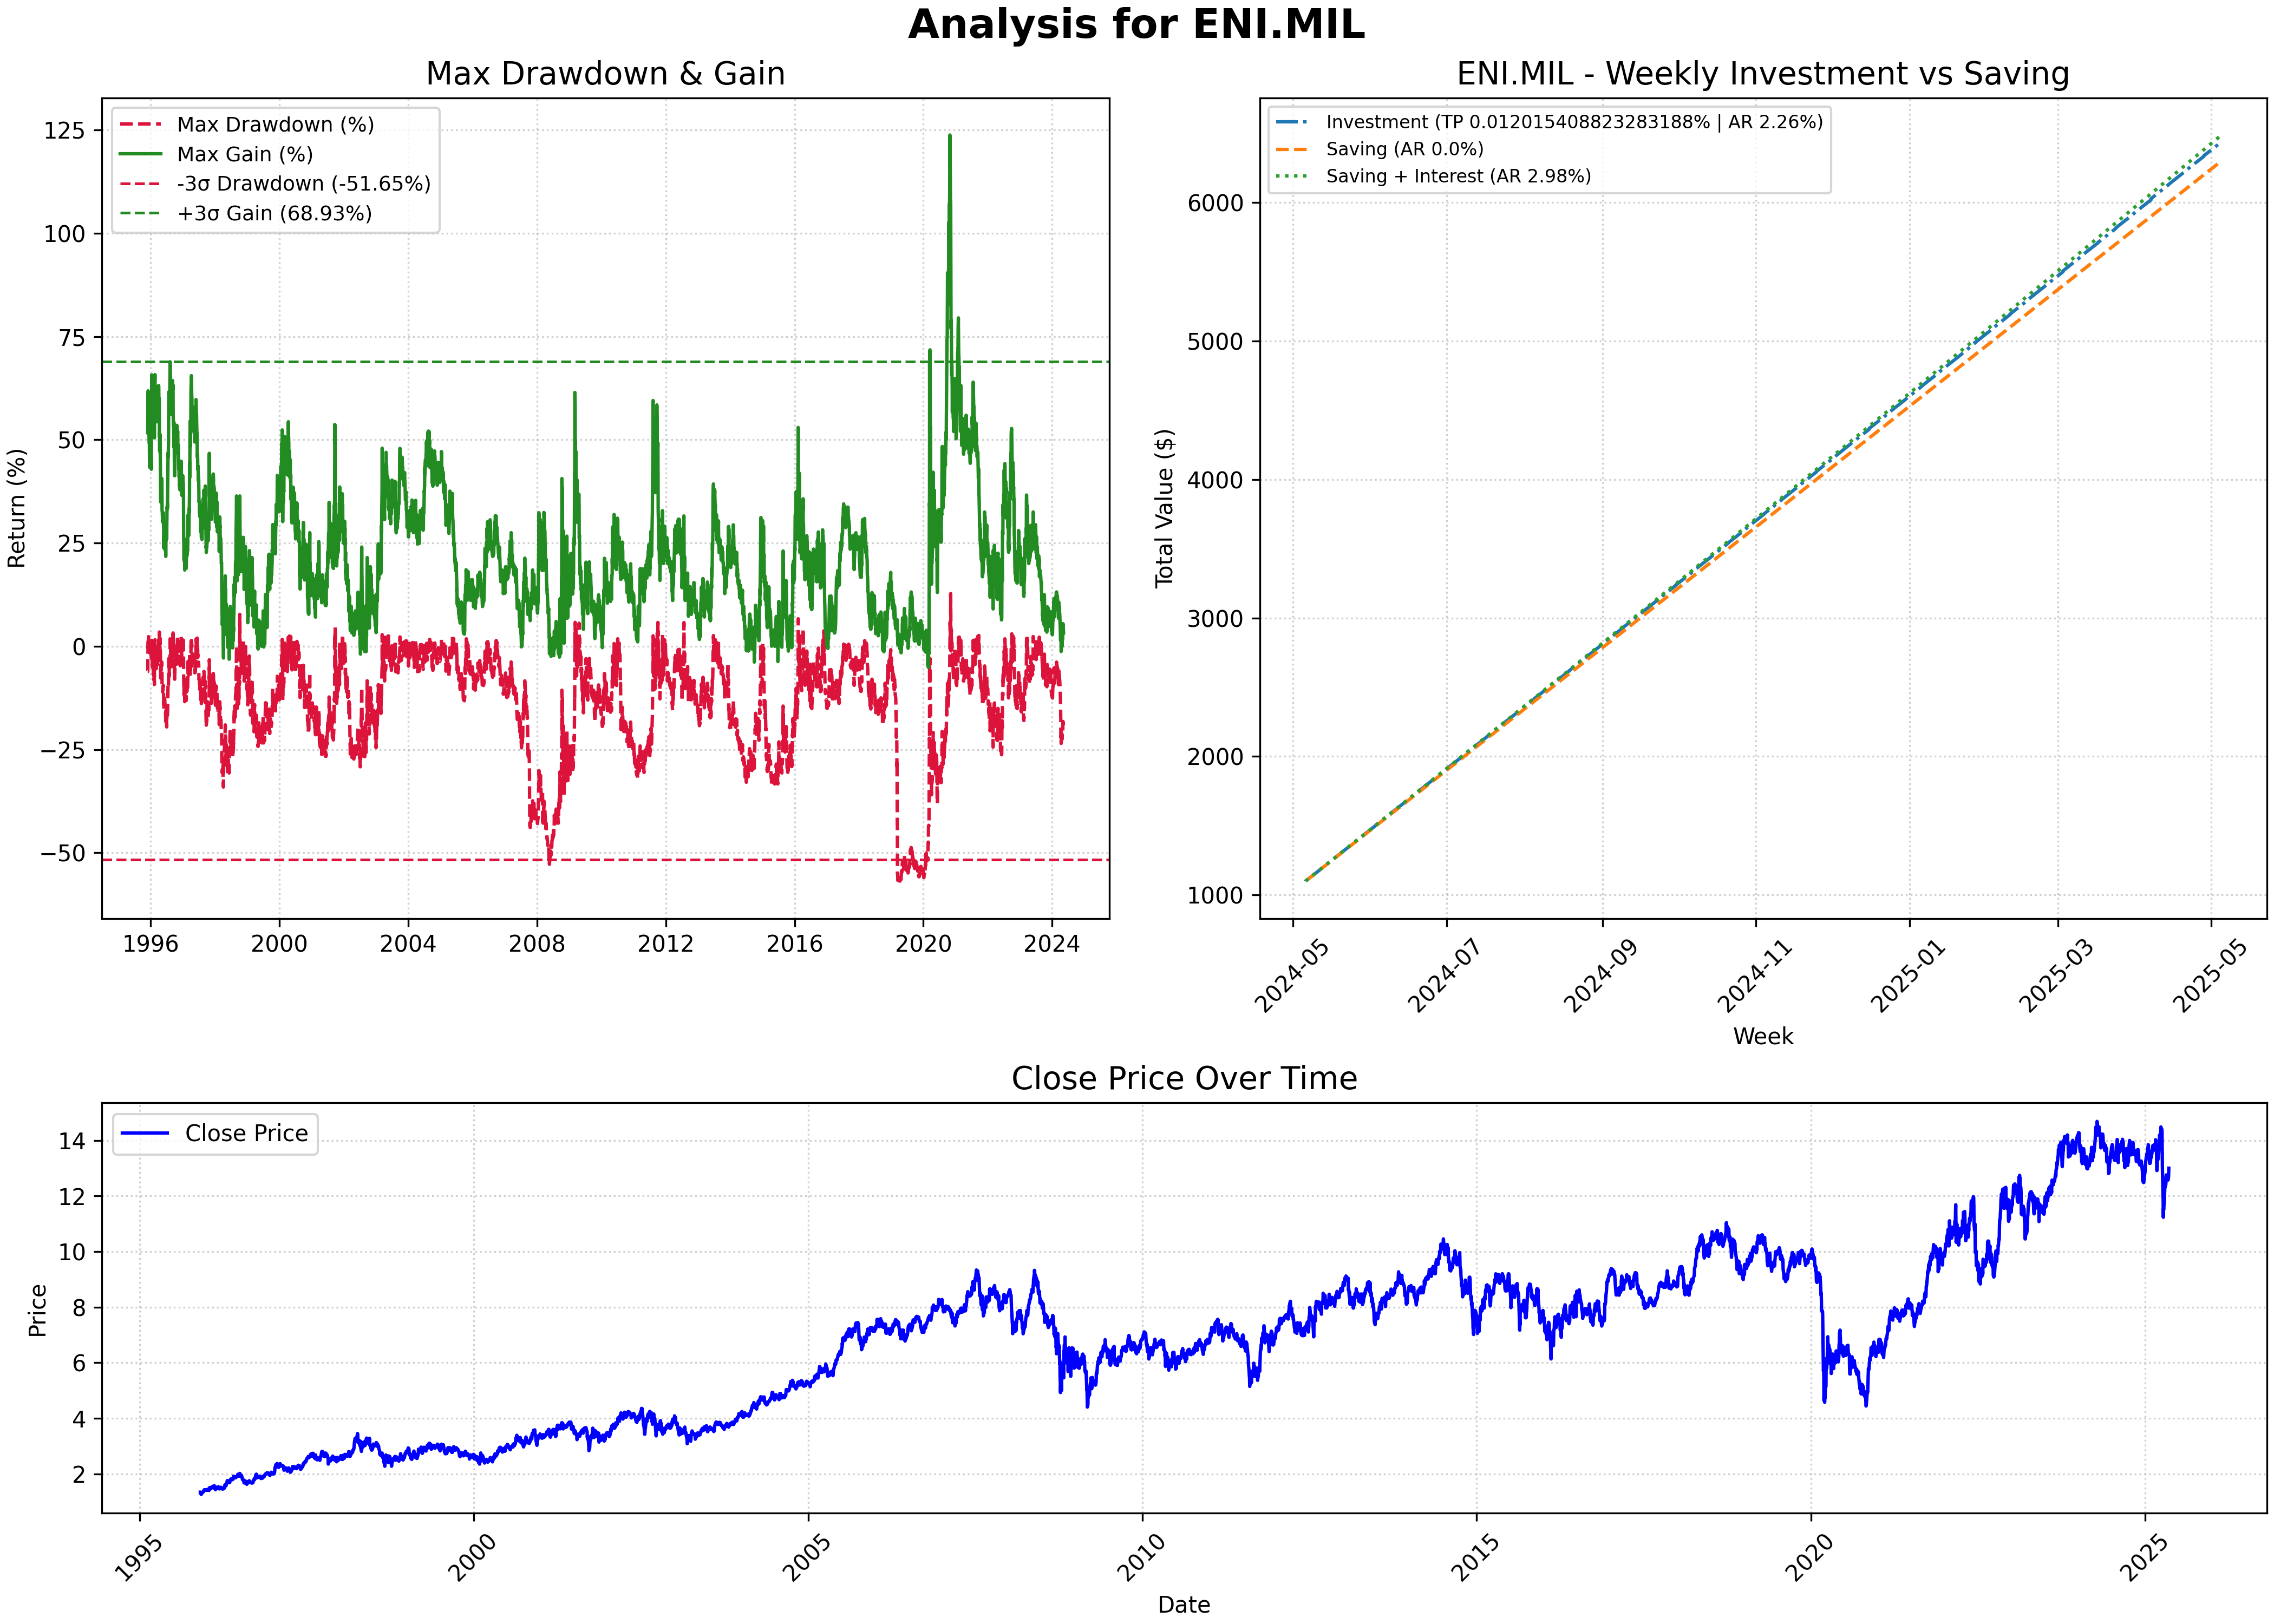 Analysis for ENI.MIL
Max Drawdown & Gain
Max Drawdown (%)
Max Gain (%)
-3σ Drawdown (-51.65%)
+3σ Gain (68.93%)
Return (%)
125
100
75
50
25
0
−25
−50
1996 2000 2004 2008 2012 2016 2020 2024
ENI.MIL - Weekly Investment vs Saving
Investment (TP 0.012015408823283188% | AR 2.26%)
Saving (AR 0.0%)
Saving + Interest (AR 2.98%)
Total Value ($)
6000
5000
4000
3000
2000
1000
2024-05 2024-07 2024-09 2024-11 2025-01 2025-03 2025-05
Week
Close Price Over Time
Close Price
Price
14
12
10
8
6
4
2
1995 2000 2005 2010 2015 2020 2025
Date